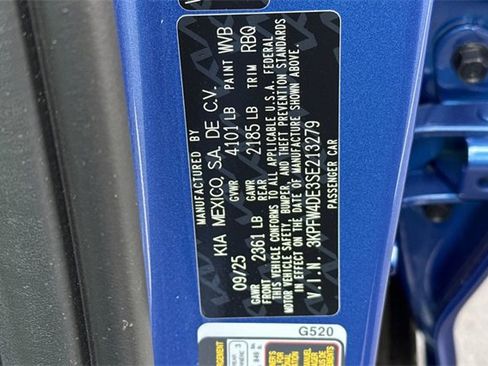 MANUFACTURED BY
KIA MEXICO, S.A. DE C.V.
09/25 GVWR 4101 LB PAINT WVB
GAWR FRONT 2361 LB GAWR REAR 2185 LB TRIM RBQ
THIS VEHICLE CONFORMS TO ALL APPLICABLE U.S.A. FEDERAL
MOTOR VEHICLE SAFETY, BUMPER, AND THEFT PREVENTION STANDARDS
IN EFFECT ON THE DATE OF MANUFACTURE SHOWN ABOVE.
V.I.N. 3KPFW4DE3SE213279
PASSENGER CAR
G520